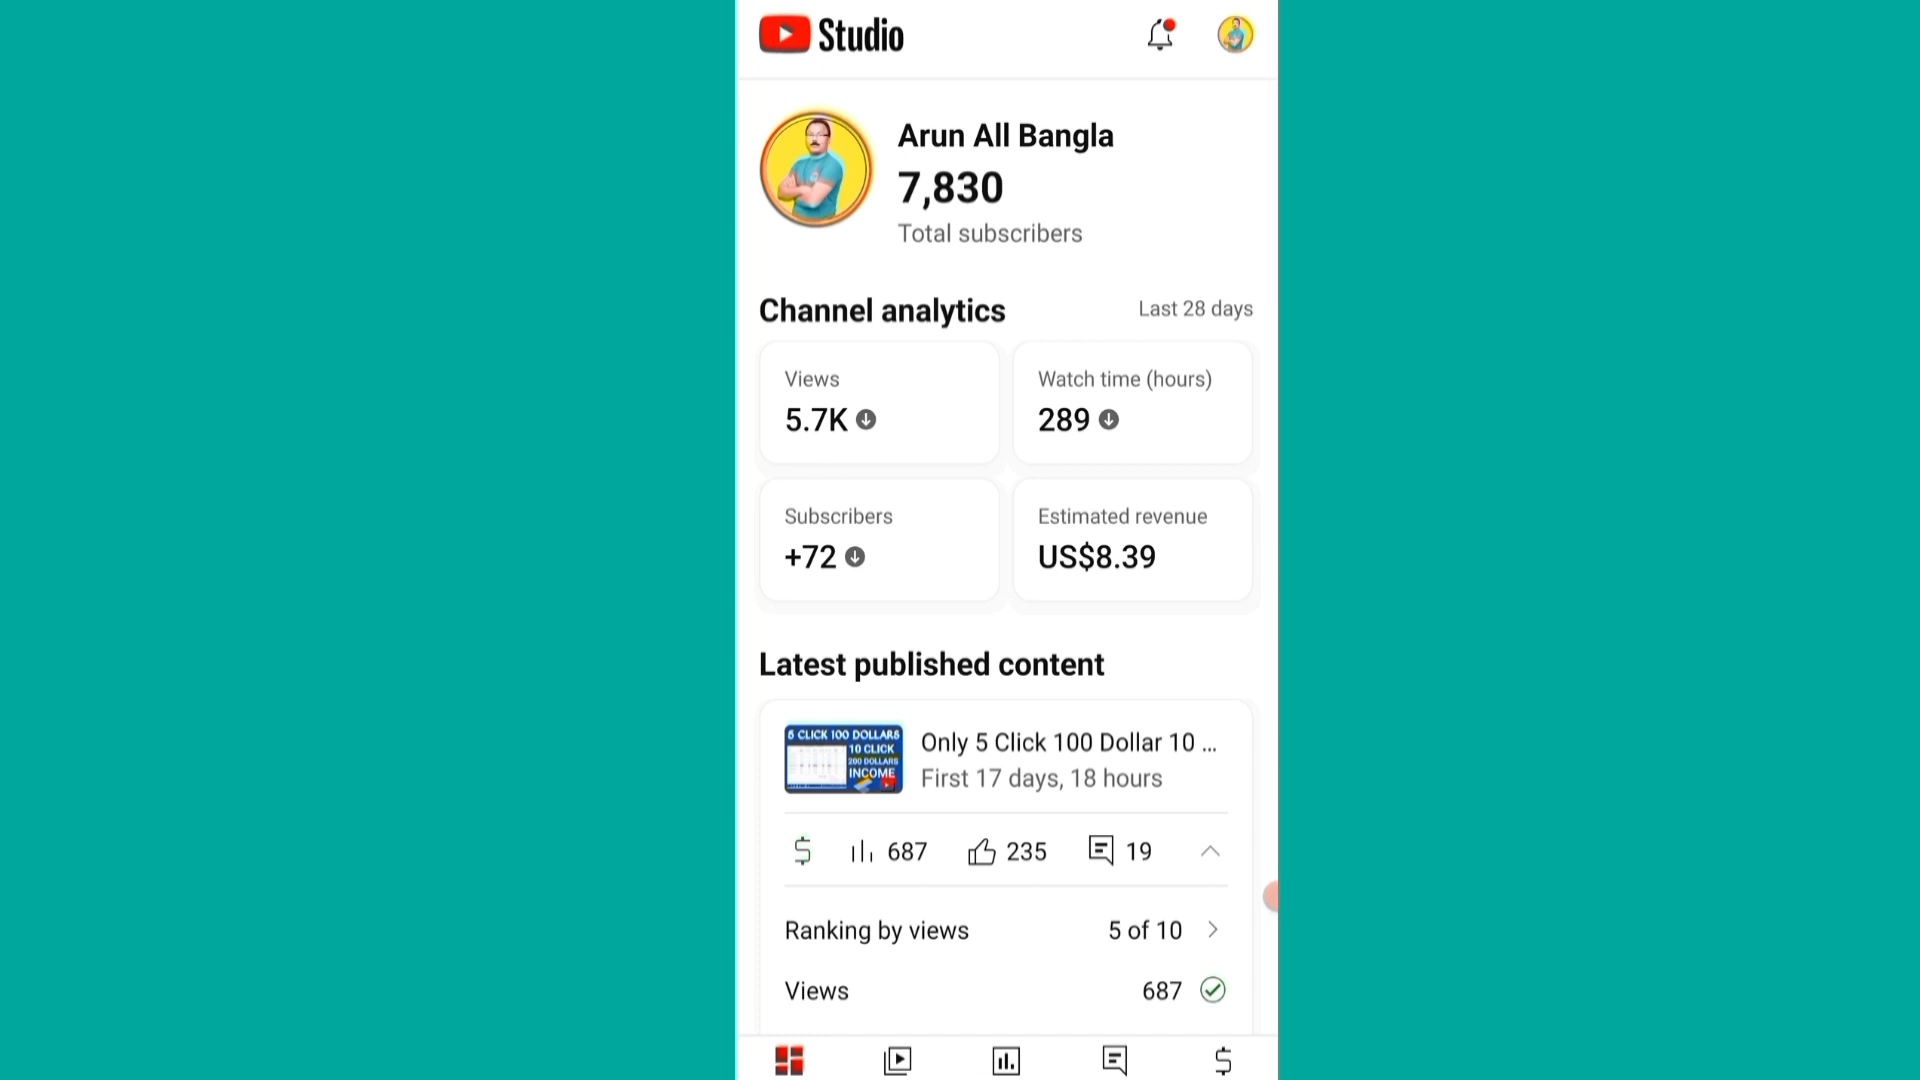 Studio
Arun All Bangla
7,830
Total subscribers
Channel analytics
Last 28 days
Views
5.7K
Watch time (hours)
289
Subscribers
+72
Estimated revenue
US$8.39
Latest published content
5 CLICK 100 DOLLARS
10 CLICK
200 DOLLARS
INCOME
Only 5 Click 100 Dollar 10 ...
First 17 days, 18 hours
687
235
19
Ranking by views
5 of 10
Views
687